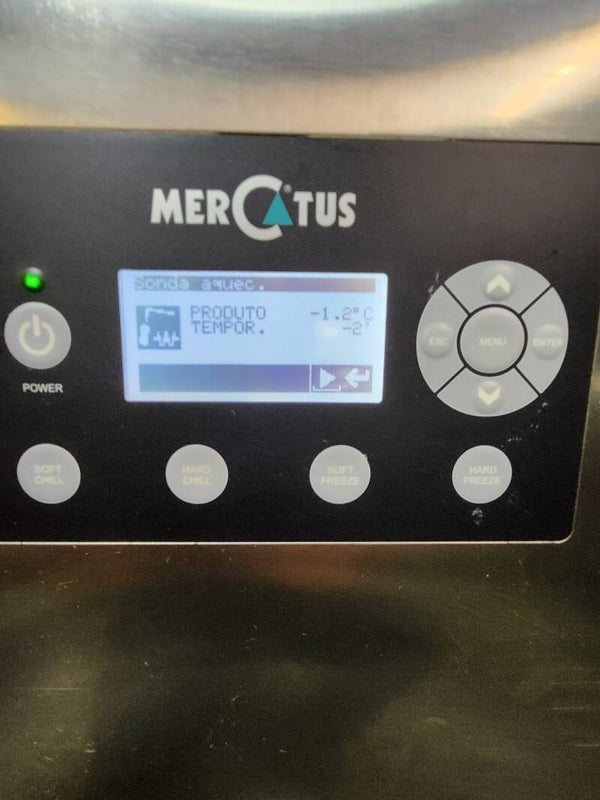 MERCATUS
Sonda aquec.
PRODUTO -1.2°C
TEMPOR. -2'
POWER
ESC
MENU
ENTER
SOFT
CHILL
HARD
CHILL
SOFT
FREEZE
HARD
FREEZE